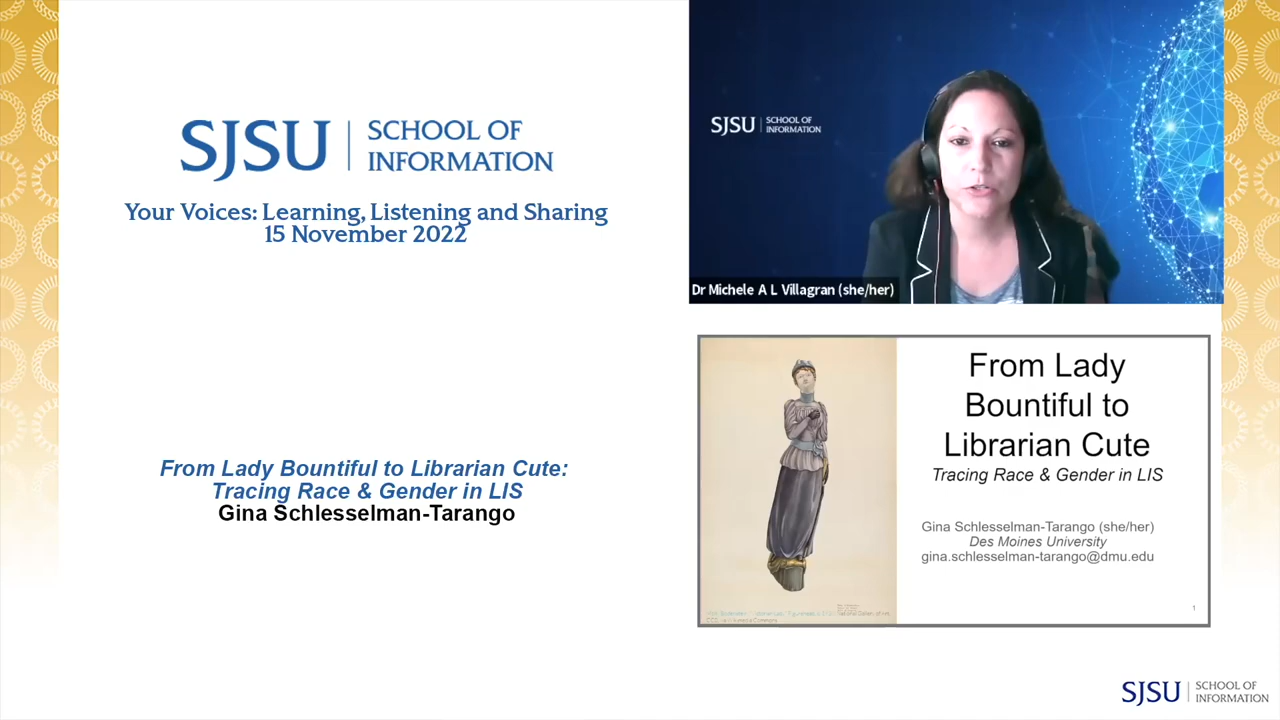 SJSU SCHOOL OF
INFORMATION
Your Voices: Learning, Listening and Sharing
15 November 2022
From Lady Bountiful to Librarian Cute:
Tracing Race & Gender in LIS
Gina Schlesselman-Tarango
SJSU SCHOOL OF
INFORMATION
Dr Michele A L Villagran (she/her)
From Lady
Bountiful to
Librarian Cute
Tracing Race & Gender in LIS
Gina Schlesselman-Tarango (she/her)
Des Moines University
gina.schlesselman-tarango@dmu.edu
1
SJSU SCHOOL OF
INFORMATION